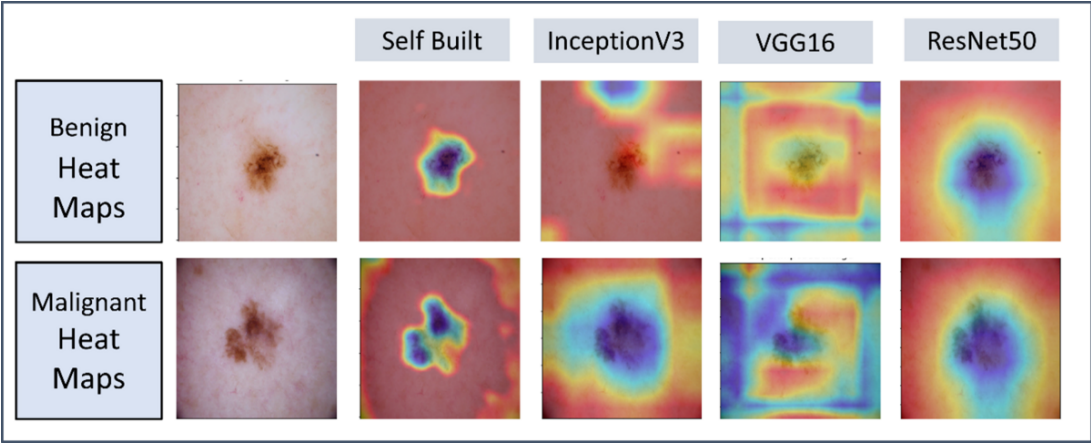 Self Built
InceptionV3
VGG16
ResNet50
Benign
Heat
Maps
Malignant
Heat
Maps